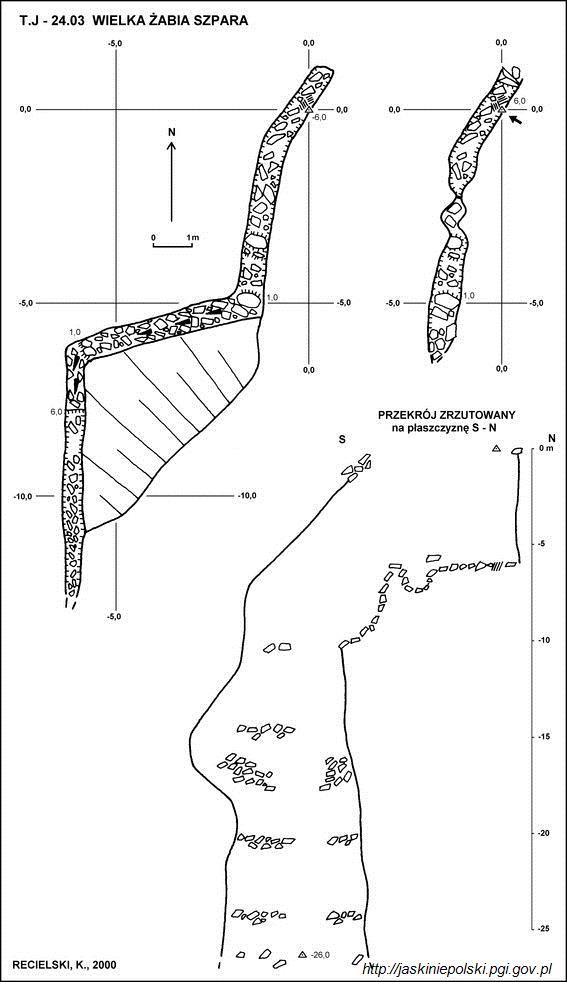 T.J - 24.03 WIELKA ŻABIA SZPARA
-5,0
0,0
0,0
0,0
0,0
0,0
0,0
-6,0
6,0
N
0
1m
-5,0
1,0
-5,0
-5,0
1,0
-5,0
1,0
0,0
0,0
6,0
PRZEKRÓJ ZRZUTOWANY
na płaszczyznę S - N
S
N
0 m
-10,0
-10,0
-5
-5,0
-10
-15
-20
-25
-26,0
RECIELSKI, K., 2000
http://jaskiniepolski.pgi.gov.pl